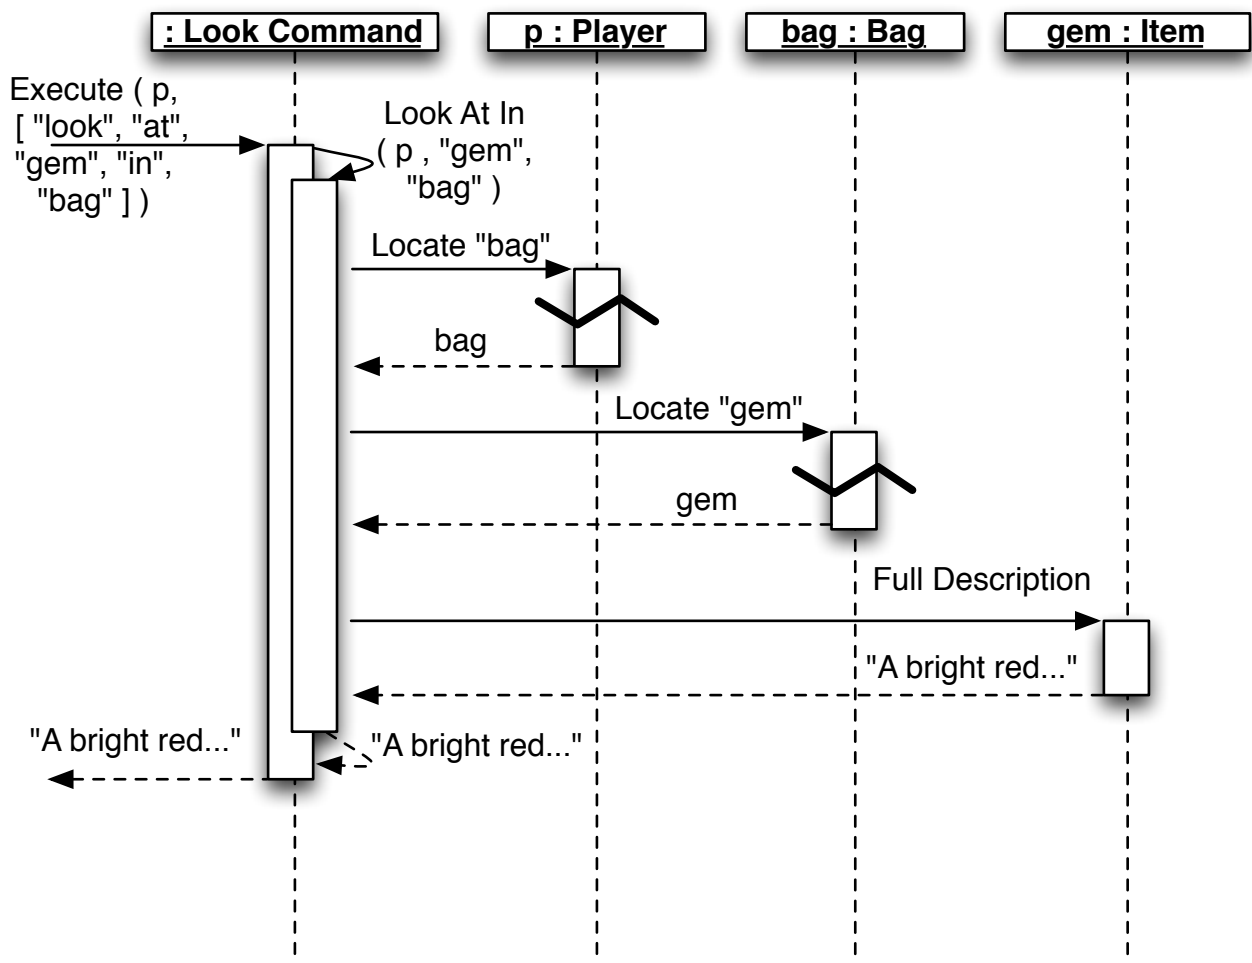 : Look Command
p : Player
bag : Bag
gem : Item
Execute ( p,
[ "look", "at",
"gem", "in",
"bag" ] )
Look At In
( p , "gem",
"bag" )
Locate "bag"
bag
Locate "gem"
gem
Full Description
"A bright red..."
"A bright red..."
"A bright red..."